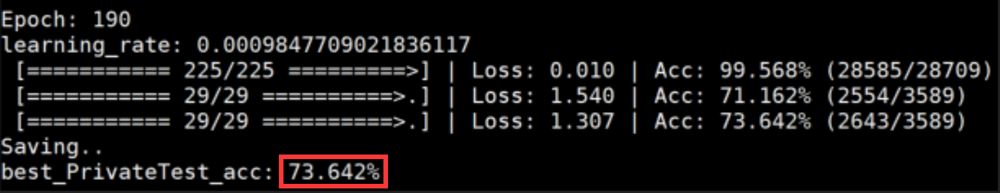 Epoch: 190
learning_rate: 0.0009847709021836117
[=========== 225/225 =========>] | Loss: 0.010 | Acc: 99.568% (28585/28709)
[=========== 29/29 ==========>.] | Loss: 1.540 | Acc: 71.162% (2554/3589)
[=========== 29/29 ==========>.] | Loss: 1.307 | Acc: 73.642% (2643/3589)
Saving..
best_PrivateTest_acc: 73.642%